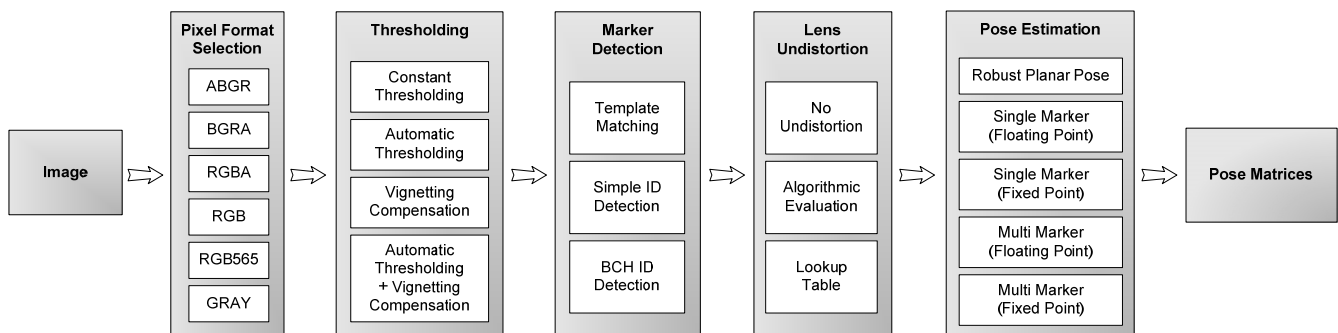 Image
Pixel Format
Selection
ABGR
BGRA
RGBA
RGB
RGB565
GRAY
Thresholding
Constant
Thresholding
Automatic
Thresholding
Vignetting
Compensation
Automatic
Thresholding
+ Vignetting
Compensation
Marker
Detection
Template
Matching
Simple ID
Detection
BCH ID
Detection
Lens
Undistortion
No
Undistortion
Algorithmic
Evaluation
Lookup
Table
Pose Estimation
Robust Planar Pose
Single Marker
(Floating Point)
Single Marker
(Fixed Point)
Multi Marker
(Floating Point)
Multi Marker
(Fixed Point)
Pose Matrices